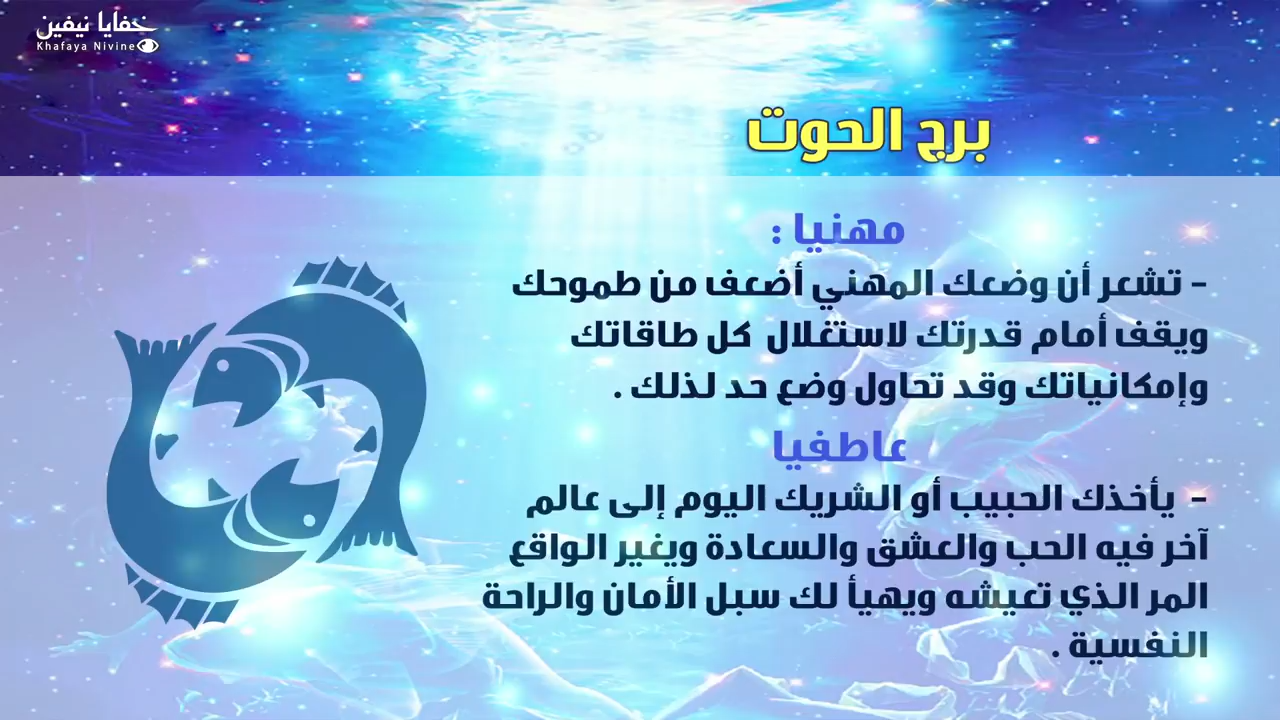 خفايا نيفين
Khafaya Nivine
برج الحوت
مهنيا :
- تشعر أن وضعك المهني أضعف من طموحك
ويقف أمام قدرتك لاستغلال كل طاقاتك
وإمكانياتك وقد تحاول وضع حد لذلك .
عاطفيا
- يأخذك الحبيب أو الشريك اليوم إلى عالم
آخر فيه الحب والعشق والسعادة ويغير الواقع
المر الذي تعيشه ويهيأ لك سبل الأمان والراحة
النفسية .